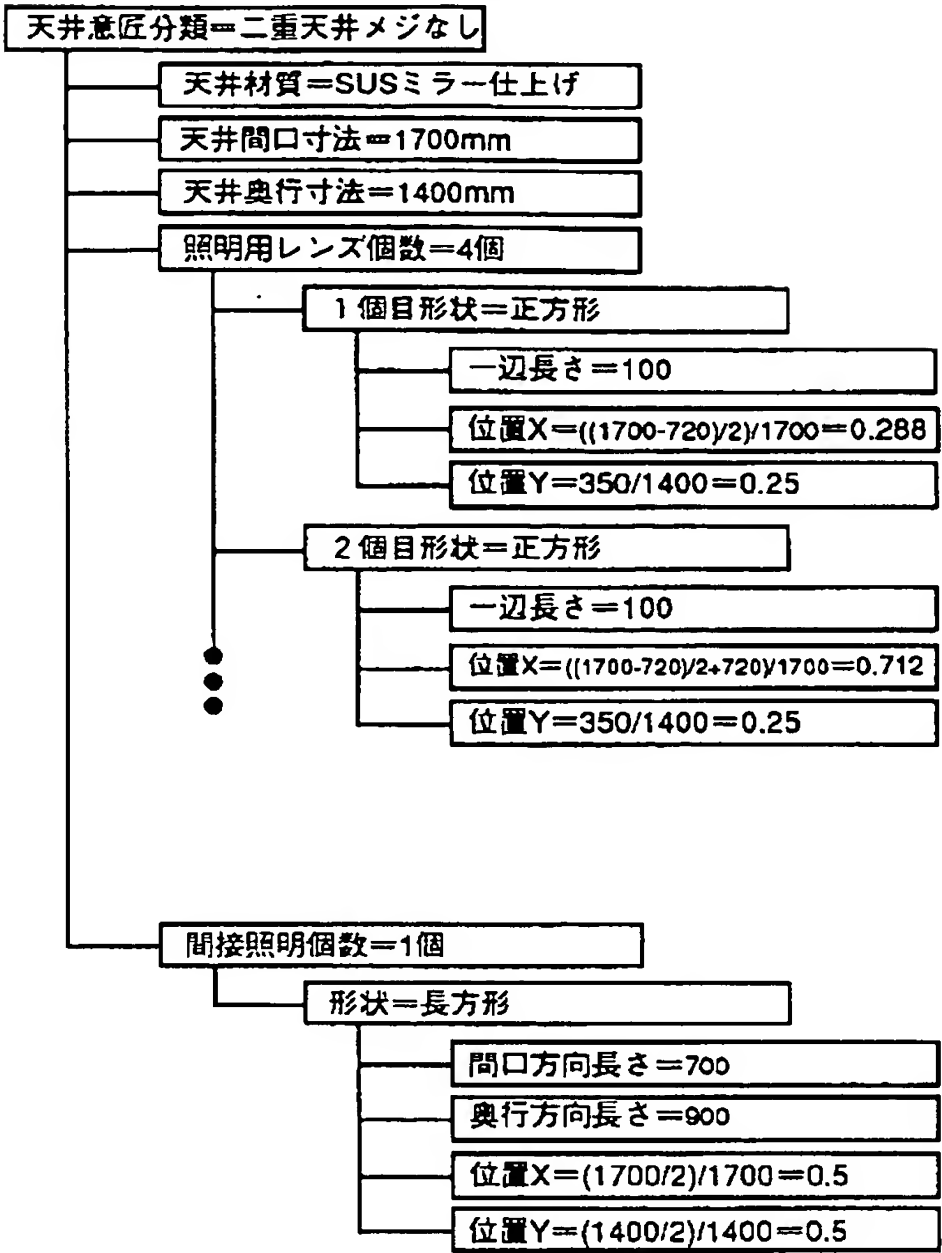 天井意匠分類＝二重天井メジなし
天井材質＝SUSミラー仕上げ
天井間口寸法＝1700mm
天井奥行寸法＝1400mm
照明用レンズ個数＝4個
1個目形状＝正方形
一辺長さ＝100
位置X＝((1700-720)/2)/1700＝0.288
位置Y＝350/1400＝0.25
2個目形状＝正方形
一辺長さ＝100
位置X＝((1700-720)/2+720)/1700＝0.712
位置Y＝350/1400＝0.25
間接照明個数＝1個
形状＝長方形
間口方向長さ＝700
奥行方向長さ＝900
位置X＝(1700/2)/1700＝0.5
位置Y＝(1400/2)/1400＝0.5